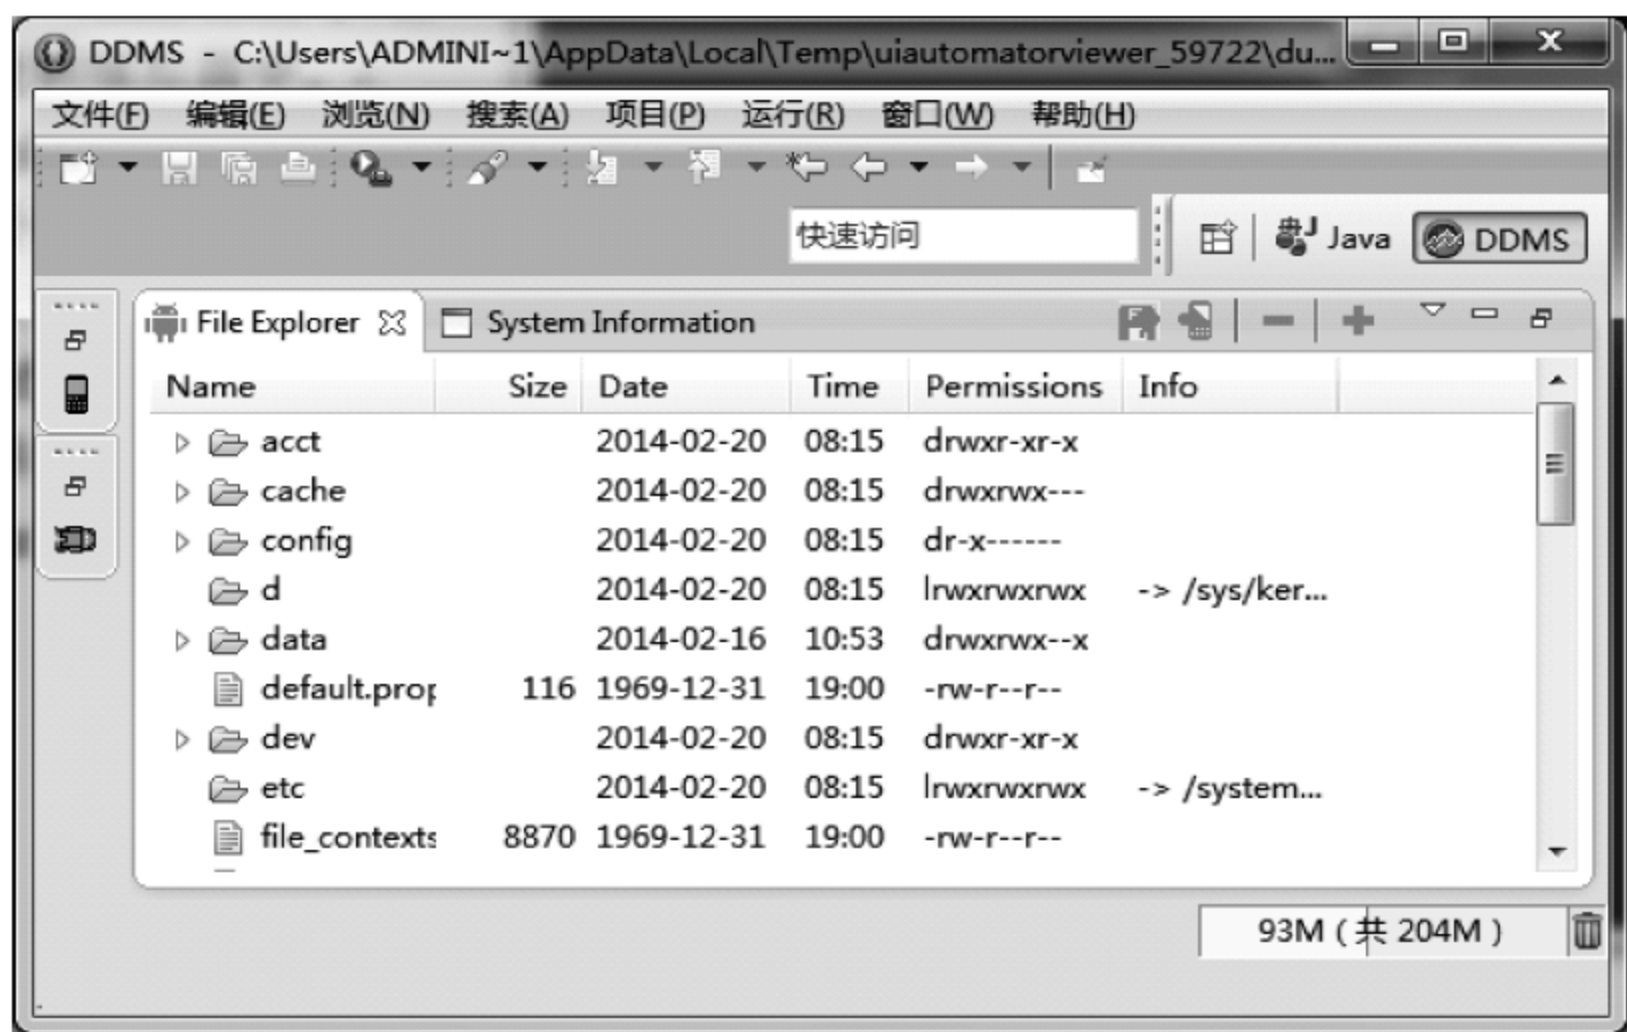 DDMS - C:\Users\ADMINI~1\AppData\Local\Temp\uiautomatorviewer_59722\du...
文件(F) 编辑(E) 浏览(N) 搜索(A) 项目(P) 运行(R) 窗口(W) 帮助(H)
快速访问 Java DDMS
File Explorer System Information
Name Size Date Time Permissions Info
acct 2014-02-20 08:15 drwxr-xr-x
cache 2014-02-20 08:15 drwxrwx---
config 2014-02-20 08:15 dr-x------
d 2014-02-20 08:15 lrwxrwxrwx -> /sys/ker...
data 2014-02-16 10:53 drwxrwx--x
default.prop 116 1969-12-31 19:00 -rw-r--r--
dev 2014-02-20 08:15 drwxr-xr-x
etc 2014-02-20 08:15 lrwxrwxrwx -> /system...
file_contexts 8870 1969-12-31 19:00 -rw-r--r--
93M (共 204M)